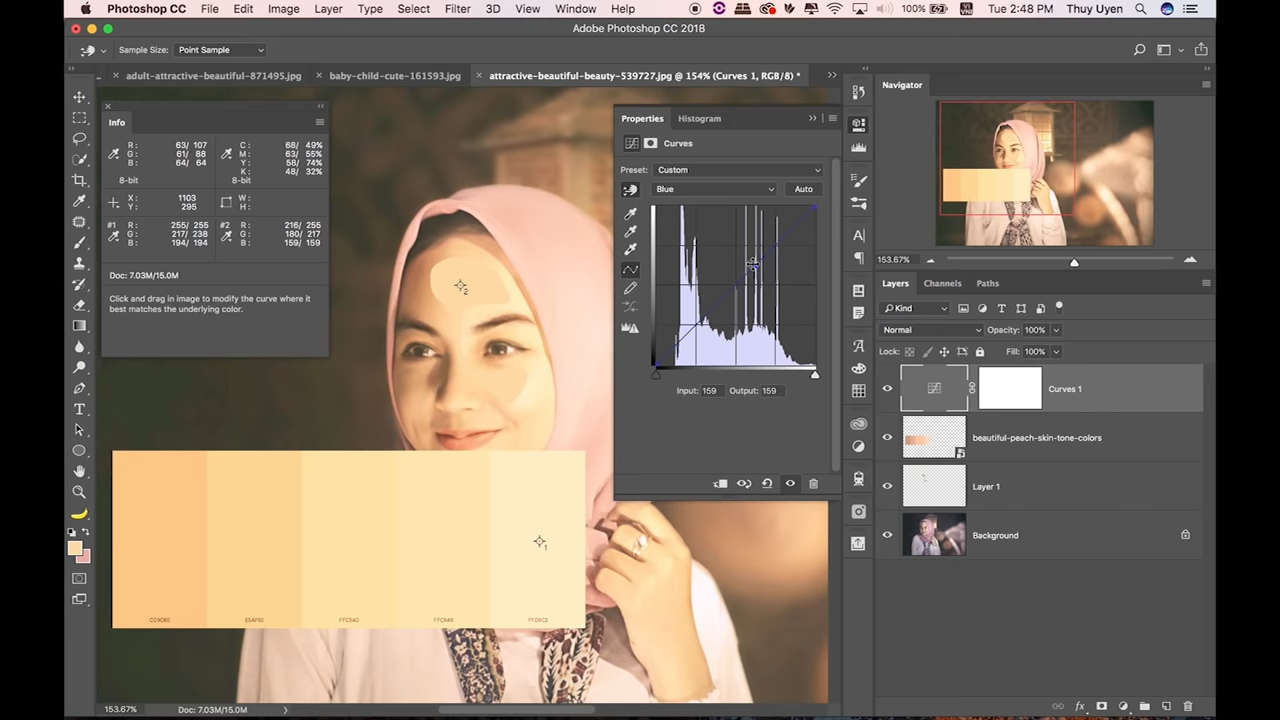 Photoshop CC File Edit Image Layer Type Select Filter 3D View Window Help 100% Tue 2:48 PM Thuy Uyen
Adobe Photoshop CC 2018
Sample Size: Point Sample
adult-attractive-beautiful-871495.jpg baby-child-cute-161593.jpg attractive-beautiful-beauty-539727.jpg @ 154% (Curves 1, RGB/8) *
Info
R: 63/ 107 C: 68/ 49%
G: 61/ 88 M: 63/ 55%
B: 64/ 64 Y: 58/ 74%
K: 48/ 32%
8-bit 8-bit
X: 1103 W:
Y: 295 H:
#1 R: 255/ 255 #2 R: 216/ 255
G: 217/ 238 G: 180/ 217
B: 194/ 194 B: 159/ 159
Doc: 7.03M/15.0M
Click and drag in image to modify the curve where it
best matches the underlying color.
Properties Histogram
Curves
Preset: Custom
Blue Auto
Input: 159 Output: 159
Navigator
153.67%
Layers Channels Paths
Kind
Normal Opacity: 100%
Lock: Fill: 100%
Curves 1
beautiful-peach-skin-tone-colors
Layer 1
Background
2
1
153.67% Doc: 7.03M/15.0M